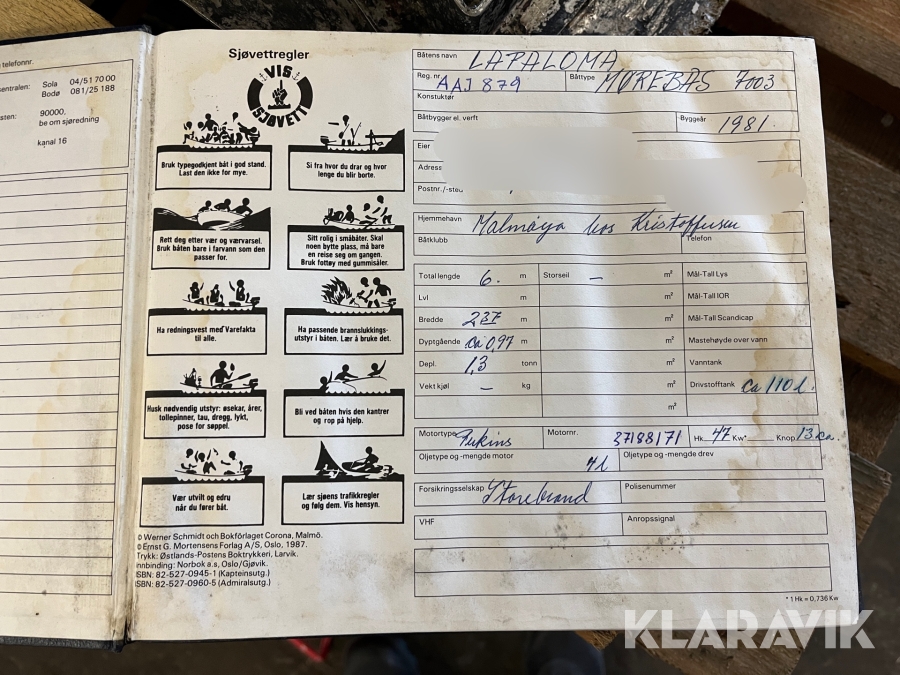 telefonnr.
entralen: Sola 04/51 70 00
Bodø 081/25 188
sten: 90000,
be om sjøredning
kanal 16
Sjøvettregler
VIS
SJØVETT
Bruk typegodkjent båt i god stand.
Last den ikke for mye.
Si fra hvor du drar og hvor
lenge du blir borte.
Rett deg etter vær og værvarsel.
Bruk båten bare i farvann som den
passer for.
Sitt rolig i småbåter. Skal
noen bytte plass, må bare
en reise seg om gangen.
Bruk fottøy med gummisåler.
Ha redningsvest med Varefakta
til alle.
Ha passende brannslukkings-
utstyr i båten. Lær å bruke det.
Husk nødvendig utstyr: øsekar, årer,
tollepinner, tau, dregg, lykt,
pose for søppel.
Bli ved båten hvis den kantrer
og rop på hjelp.
Vær utvilt og edru
når du fører båt.
Lær sjøens trafikkregler
og følg dem. Vis hensyn.
© Werner Schmidt och Bokförlaget Corona, Malmö.
© Ernst G. Mortensens Forlag A/S, Oslo, 1987.
Trykk: Østlands-Postens Boktrykkeri, Larvik.
nnbinding: Norbok a.s, Oslo/Gjøvik.
ISBN: 82-527-0945-1 (Kapteinsutg.)
ISBN: 82-527-0960-5 (Admiralsutg.)
Båtens navn LAPALOMA
Reg. nr. AAJ 879 Båttype MØREBAS 7003
Konstuktør
Båtbygger el. verft Byggeår 1981.
Eier
Adress
Postnr./-sted
Hjemmehavn Malmøya hos Kristoffersen
Båtklubb Telefon
Total lengde 6. m Storseil – m² Mål-Tall Lys
Lvl m m² Mål-Tall IOR
Bredde 237 m m² Mål-Tall Scandicap
Dyptgående ca 0,97 m m² Mastehøyde over vann
Depl. 1,3 tonn m² Vanntank
Vekt kjøl – kg m² Drivstofftank ca 110 l.
m²
Motortype Pukins Motornr. 37188171 Hk. 47 Kw* Knop. 13 ca.
Oljetype og -mengde motor 4l Oljetype og -mengde drev
Forsikringsselskap Storebrand Polisenummer
VHF Anropssignal
* 1 Hk = 0,736 Kw
KLARAVIK